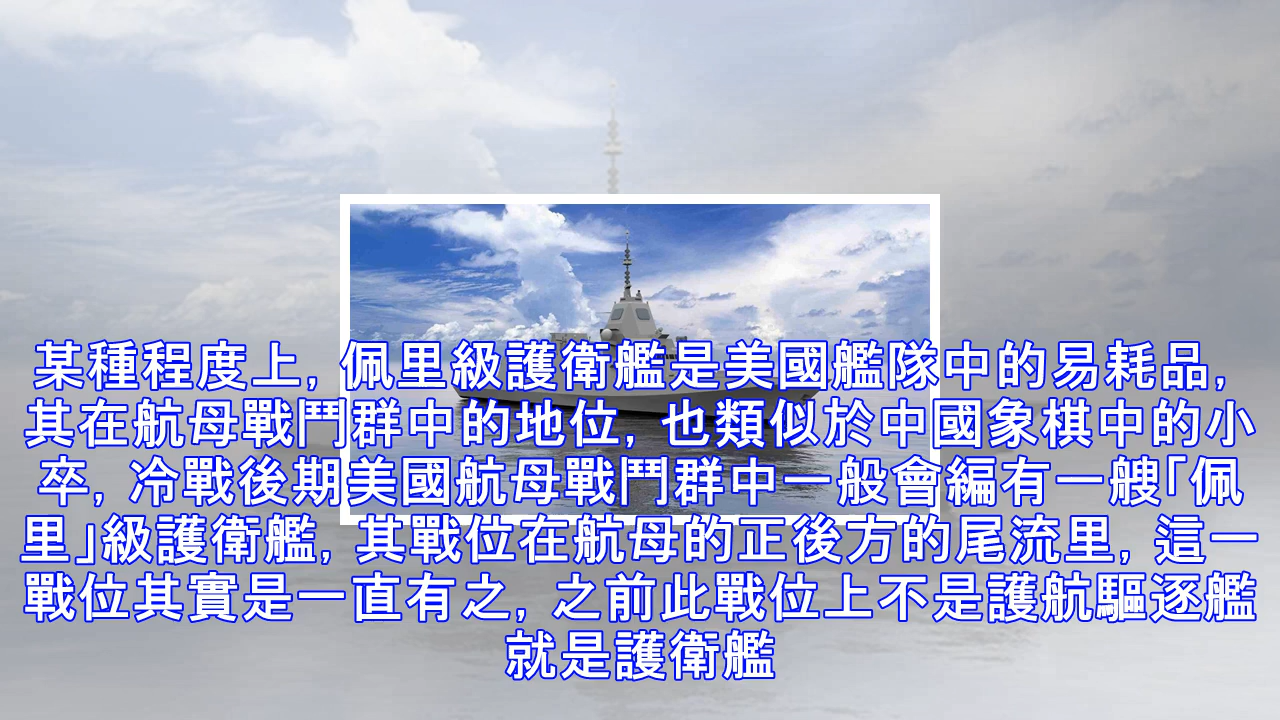 某種程度上, 佩里級護衛艦是美國艦隊中的易耗品,
其在航母戰鬥群中的地位, 也類似於中國象棋中的小
卒, 冷戰後期美國航母戰鬥群中一般會編有一艘「佩
里」級護衛艦, 其戰位在航母的正後方的尾流里, 這一
戰位其實是一直有之, 之前此戰位上不是護航驅逐艦
就是護衛艦